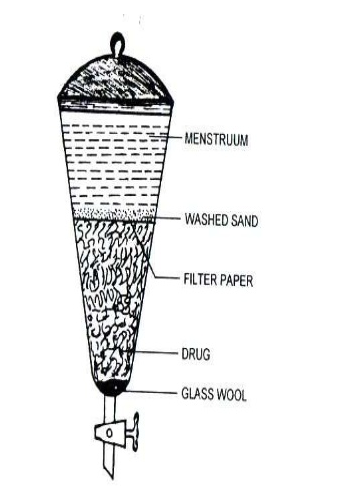 MENSTRUUM
WASHED SAND
FILTER PAPER
DRUG
GLASS WOOL